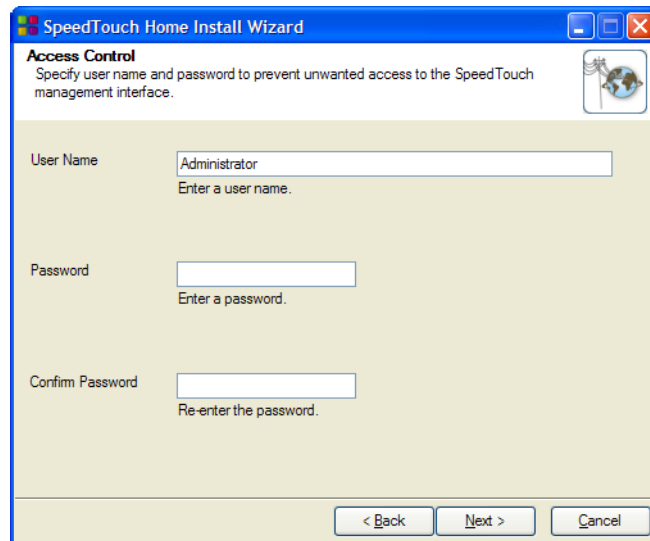 SpeedTouch Home Install Wizard
Access Control
Specify user name and password to prevent unwanted access to the SpeedTouch
management interface.
User Name
Administrator
Enter a user name.
Password
Enter a password.
Confirm Password
Re-enter the password.
< Back
Next >
Cancel